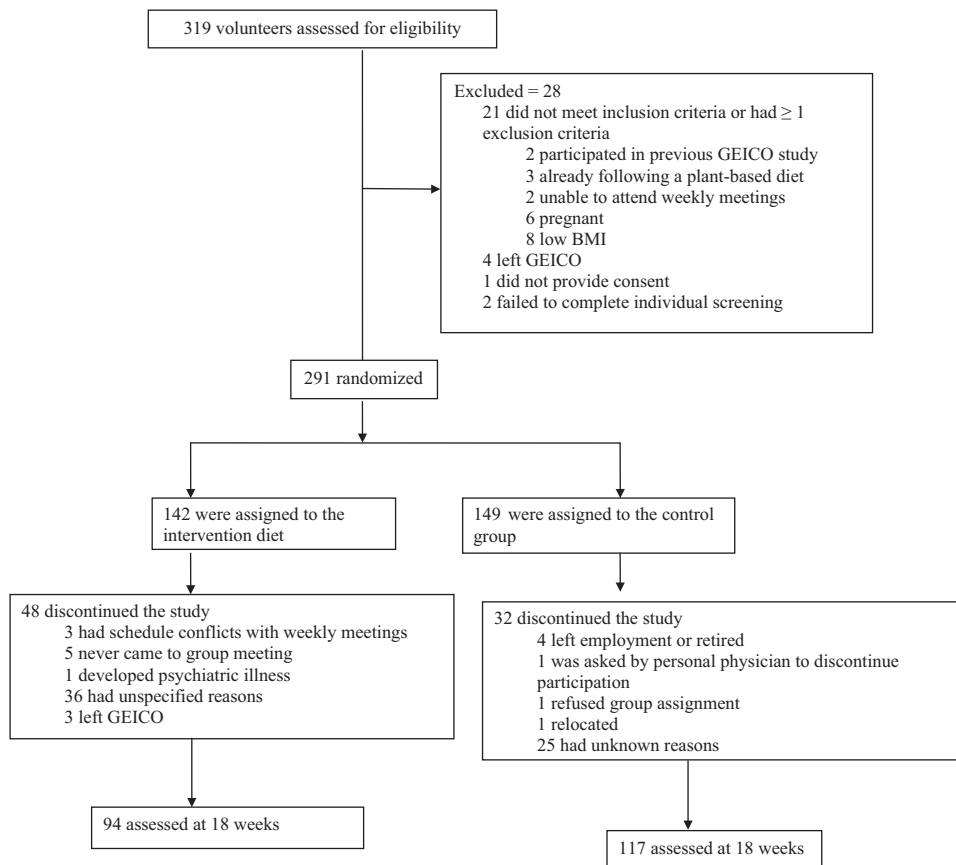 319 volunteers assessed for eligibility
Excluded = 28
21 did not meet inclusion criteria or had ≥ 1
exclusion criteria
2 participated in previous GEICO study
3 already following a plant-based diet
2 unable to attend weekly meetings
6 pregnant
8 low BMI
4 left GEICO
1 did not provide consent
2 failed to complete individual screening
291 randomized
142 were assigned to the
intervention diet
149 were assigned to the control
group
48 discontinued the study
3 had schedule conflicts with weekly meetings
5 never came to group meeting
1 developed psychiatric illness
36 had unspecified reasons
3 left GEICO
32 discontinued the study
4 left employment or retired
1 was asked by personal physician to discontinue
participation
1 refused group assignment
1 relocated
25 had unknown reasons
94 assessed at 18 weeks
117 assessed at 18 weeks